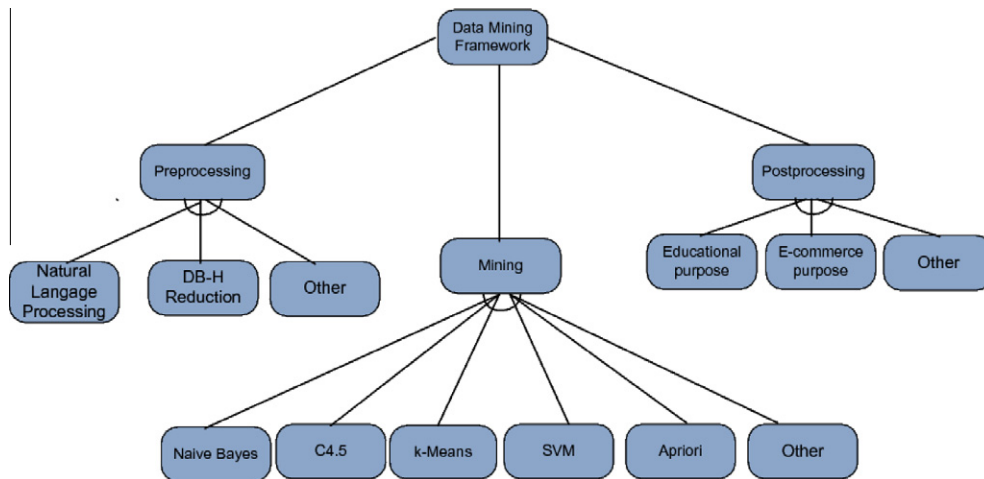 Data Mining
Framework
Preprocessing
Postprocessing
Mining
Natural
Langage
Processing
DB-H
Reduction
Other
Educational
purpose
E-commerce
purpose
Other
Naive Bayes
C4.5
k-Means
SVM
Apriori
Other